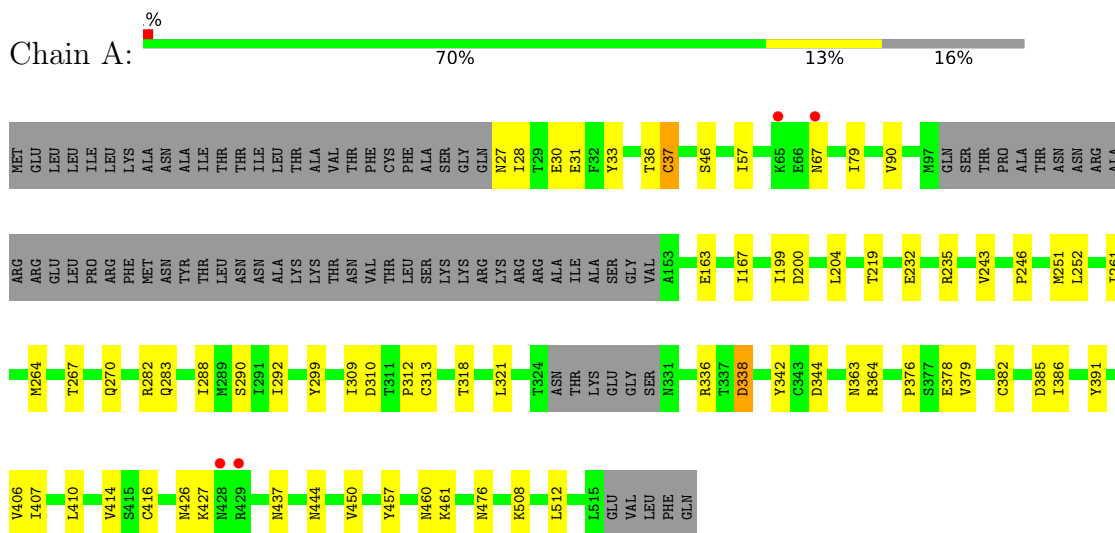 1%
Chain A:
70% 13% 16%
MET GLU LEU LEU ILE LEU LYS ALA ASN ALA ILE THR THR ILE LEU THR ALA VAL THR PHE CYS PHE ALA SER GLY GLN N27 I28 T29 E30 E31 F32 Y33 T36 C37 S46 I57 K65 E66 N67 I79 V90 M97 GLN SER THR PRO ALA THR ASN ASN ARG ALA
ARG ARG GLU LEU PRO ARG PHE MET ASN TYR THR LEU ASN ASN ALA LYS LYS THR ASN VAL THR LEU SER LYS LYS ARG LYS ARG ARG ALA ILE ALA SER GLY VAL A153 E163 I167 I199 D200 L204 T219 E232 R235 V243 P246 M251 L252 I261
M264 T267 Q270 R282 Q283 I288 M289 S290 I291 I292 Y299 I309 D310 T311 P312 C313 T318 L321 T324 ASN THR LYS GLU GLY SER N331 R336 T337 D338 Y342 C343 D344 N363 R364 P376 S377 E378 V379 C382 D385 I386 Y391
V406 I407 L410 V414 S415 C416 N426 K427 N428 R429 N437 N444 V450 Y457 N460 K461 N476 K508 L512 L515 GLU VAL LEU PHE GLN